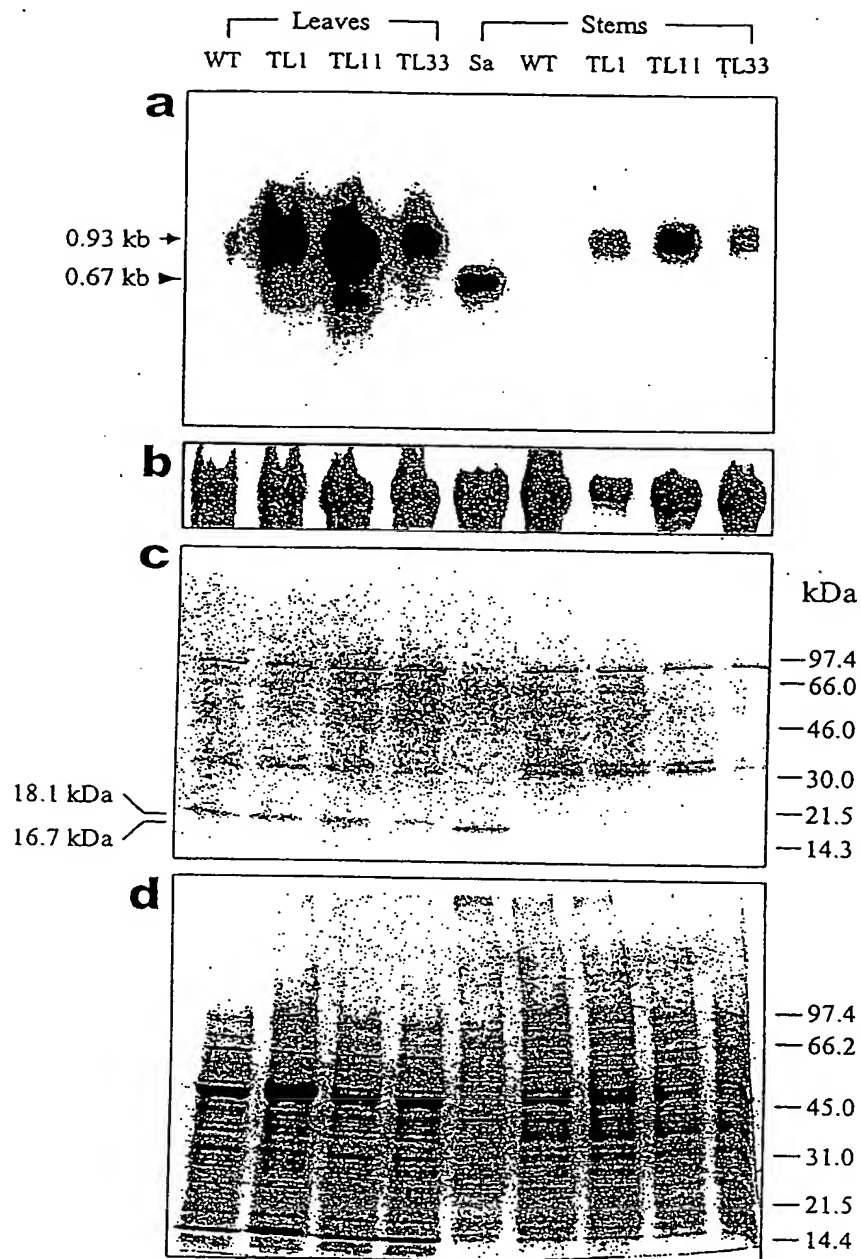 Leaves Stems
WT TL1 TL11 TL33 Sa WT TL1 TL11 TL33
a
0.93 kb
0.67 kb
b
c
kDa
97.4
66.0
46.0
30.0
18.1 kDa
21.5
16.7 kDa
14.3
d
97.4
66.2
45.0
31.0
21.5
14.4